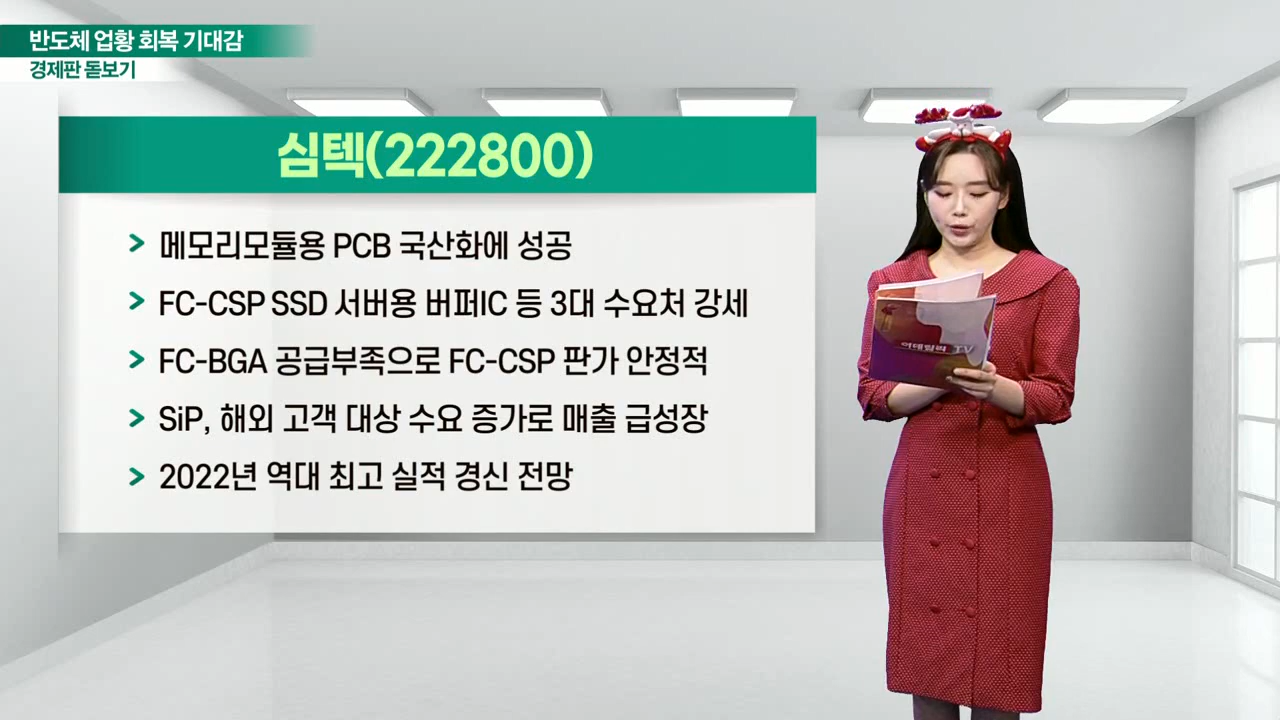 반도체 업황 회복 기대감
경제판 돋보기
심텍(222800)
> 메모리모듈용 PCB 국산화에 성공
> FC-CSP SSD 서버용 버퍼IC 등 3대 수요처 강세
> FC-BGA 공급부족으로 FC-CSP 판가 안정적
> SiP, 해외 고객 대상 수요 증가로 매출 급성장
> 2022년 역대 최고 실적 경신 전망
이데일리 TV